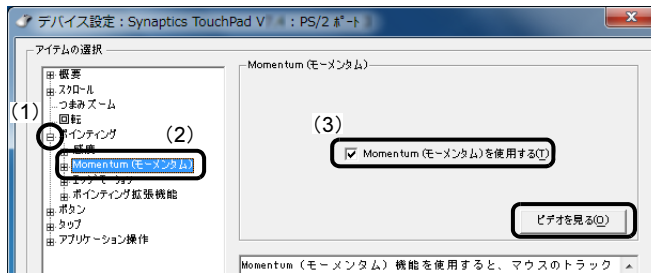 デバイス設定：Synaptics TouchPad V : PS/2 ポート
アイテムの選択
概要
スクロール
つまみズーム
回転
(1)
ポインティング
(2)
感度
Momentum (モーメンタム)
エッジモーション
ポインティング拡張機能
ボタン
タップ
アプリケーション操作
Momentum (モーメンタム)
(3)
Momentum (モーメンタム)を使用する(T)
ビデオを見る(O)
Momentum (モーメンタム) 機能を使用すると、マウスのトラック